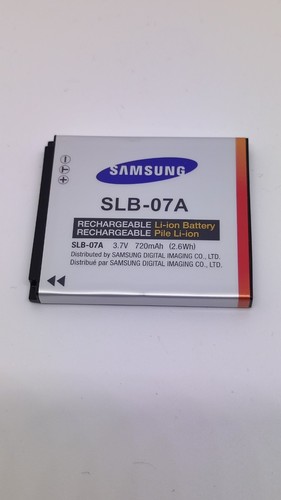 SAMSUNG
SLB-07A
RECHARGEABLE Li-ion Battery
RECHARGEABLE Pile Li-ion
SLB-07A 3.7V 720mAh (2.6Wh)
Distributed by SAMSUNG DIGITAL IMAGING CO., LTD.
Distribué par SAMSUNG DIGITAL IMAGING CO., LTD.